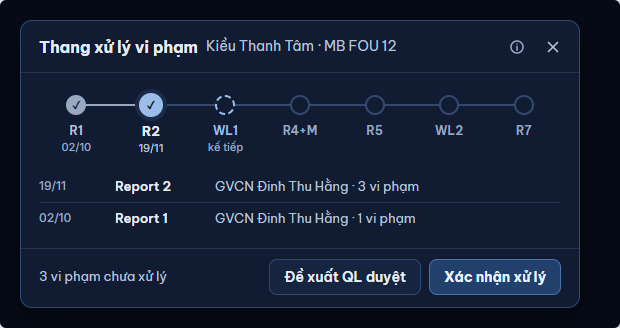 Thang xử lý vi phạm Kiều Thanh Tâm · MB FOU 12
R1 R2 WL1 R4+M R5 WL2 R7
02/10 19/11 kế tiếp
19/11 Report 2 GVCN Đinh Thu Hằng · 3 vi phạm
02/10 Report 1 GVCN Đinh Thu Hằng · 1 vi phạm
3 vi phạm chưa xử lý Đề xuất QL duyệt Xác nhận xử lý